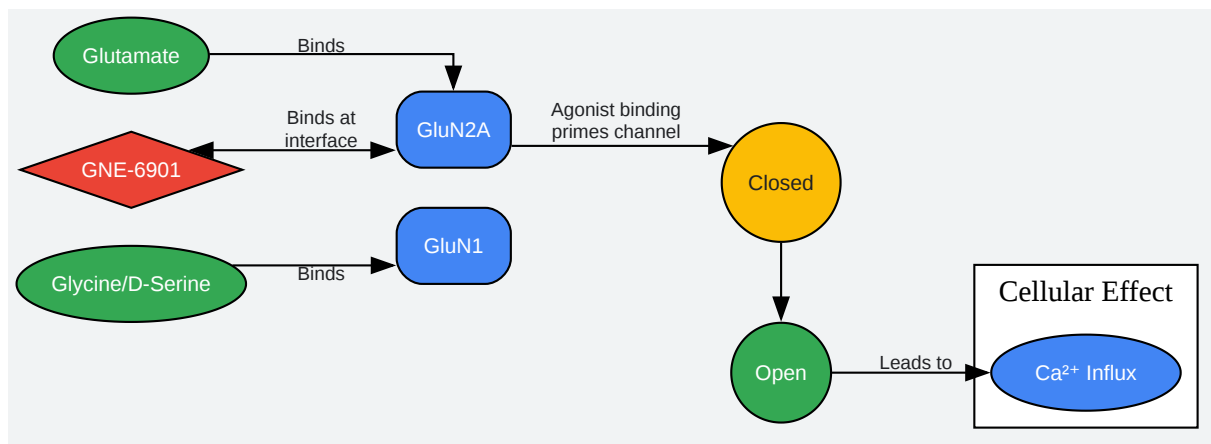 Glutamate
Binds
Binds at
interface
GluN2A
Agonist binding
primes channel
GNE-6901
Closed
GluN1
Glycine/D-Serine
Binds
Cellular Effect
Open
Leads to
Ca²⁺ Influx